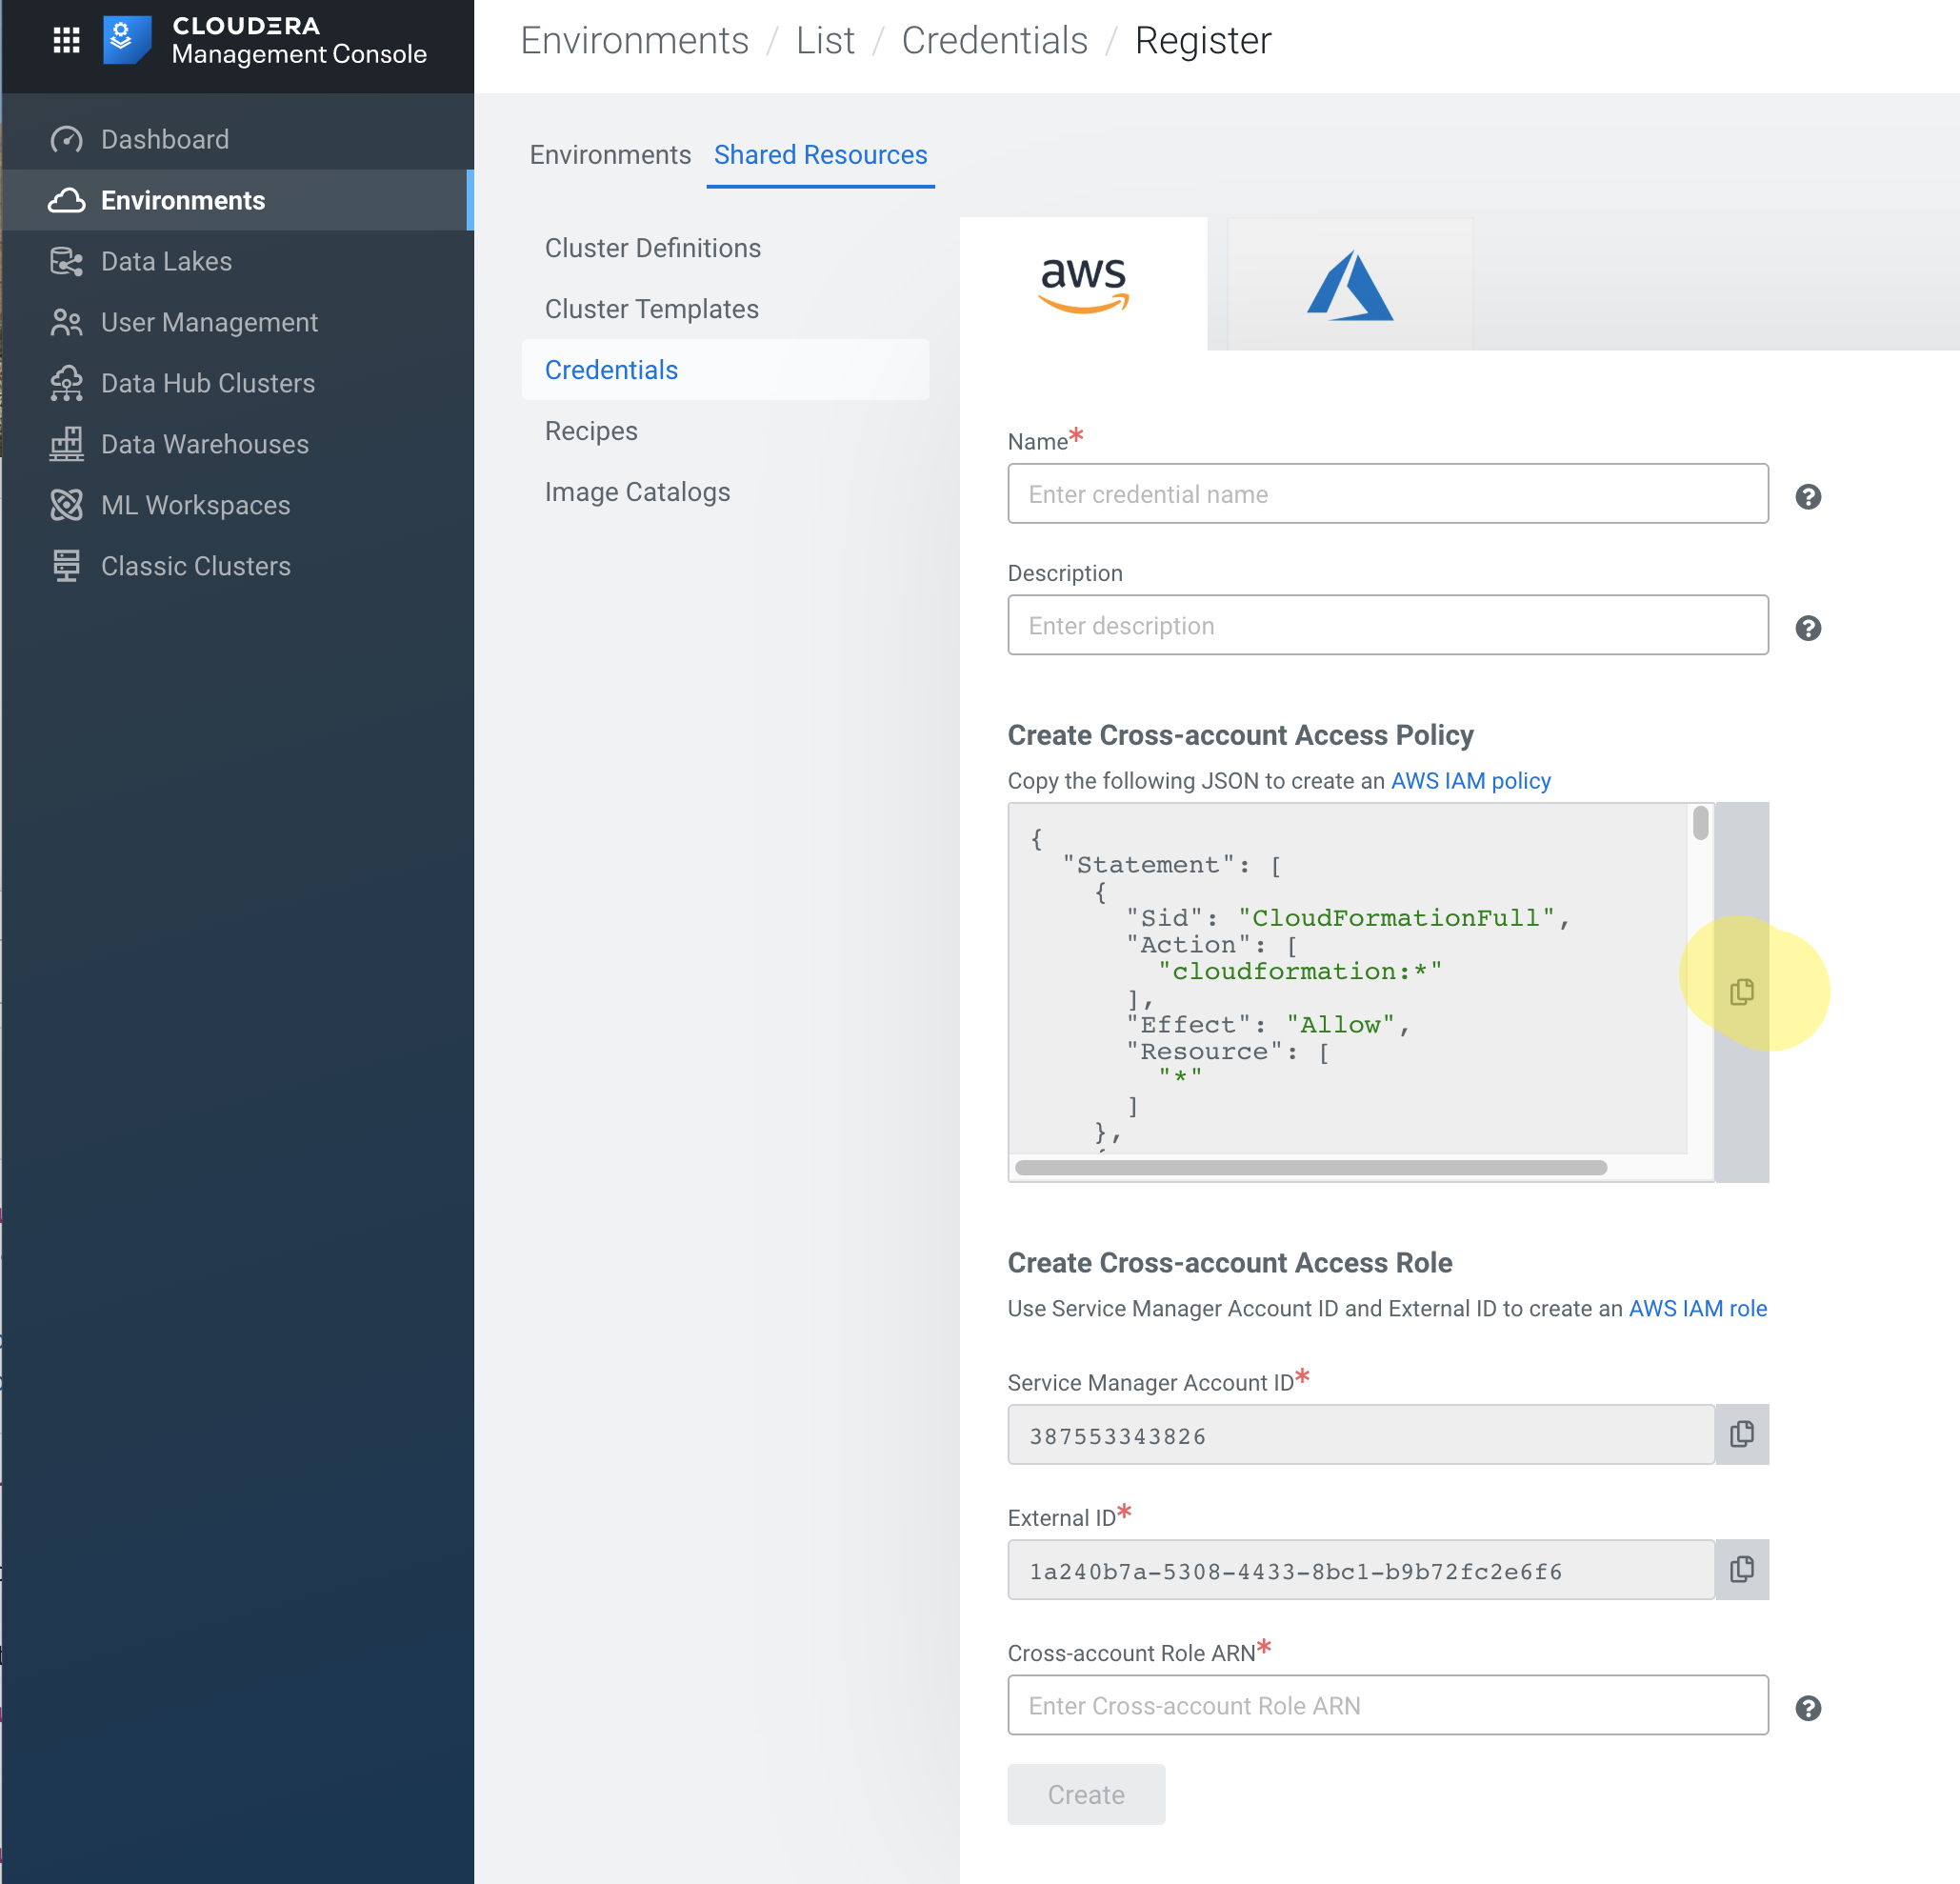 CLOUDERA
Management Console
Environments / List / Credentials / Register
Dashboard
Environments
Data Lakes
User Management
Data Hub Clusters
Data Warehouses
ML Workspaces
Classic Clusters
Environments
Shared Resources
Cluster Definitions
Cluster Templates
Credentials
Recipes
Image Catalogs
aws
Name*
Enter credential name
Description
Enter description
Create Cross-account Access Policy
Copy the following JSON to create an AWS IAM policy
{
  "Statement": [
    {
      "Sid": "CloudFormationFull",
      "Action": [
        "cloudformation:*"
      ],
      "Effect": "Allow",
      "Resource": [
        "*"
      ]
    },
Create Cross-account Access Role
Use Service Manager Account ID and External ID to create an AWS IAM role
Service Manager Account ID*
387553343826
External ID*
1a240b7a-5308-4433-8bc1-b9b72fc2e6f6
Cross-account Role ARN*
Enter Cross-account Role ARN
Create